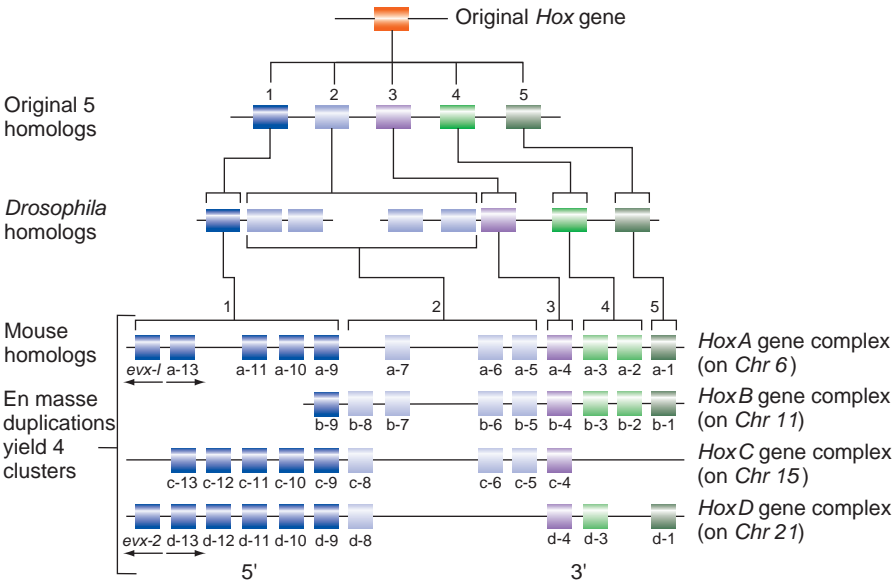 Original Hox gene
1 2 3 4 5
Original 5
homologs
Drosophila
homologs
1 2 3 4 5
Mouse
homologs
evx-l a-13 a-11 a-10 a-9 a-7 a-6 a-5 a-4 a-3 a-2 a-1
HoxA gene complex
(on Chr 6)
En masse
duplications
yield 4
clusters
b-9 b-8 b-7 b-6 b-5 b-4 b-3 b-2 b-1
HoxB gene complex
(on Chr 11)
c-13 c-12 c-11 c-10 c-9 c-8 c-6 c-5 c-4
HoxC gene complex
(on Chr 15)
evx-2 d-13 d-12 d-11 d-10 d-9 d-8 d-4 d-3 d-1
HoxD gene complex
(on Chr 21)
5' 3'